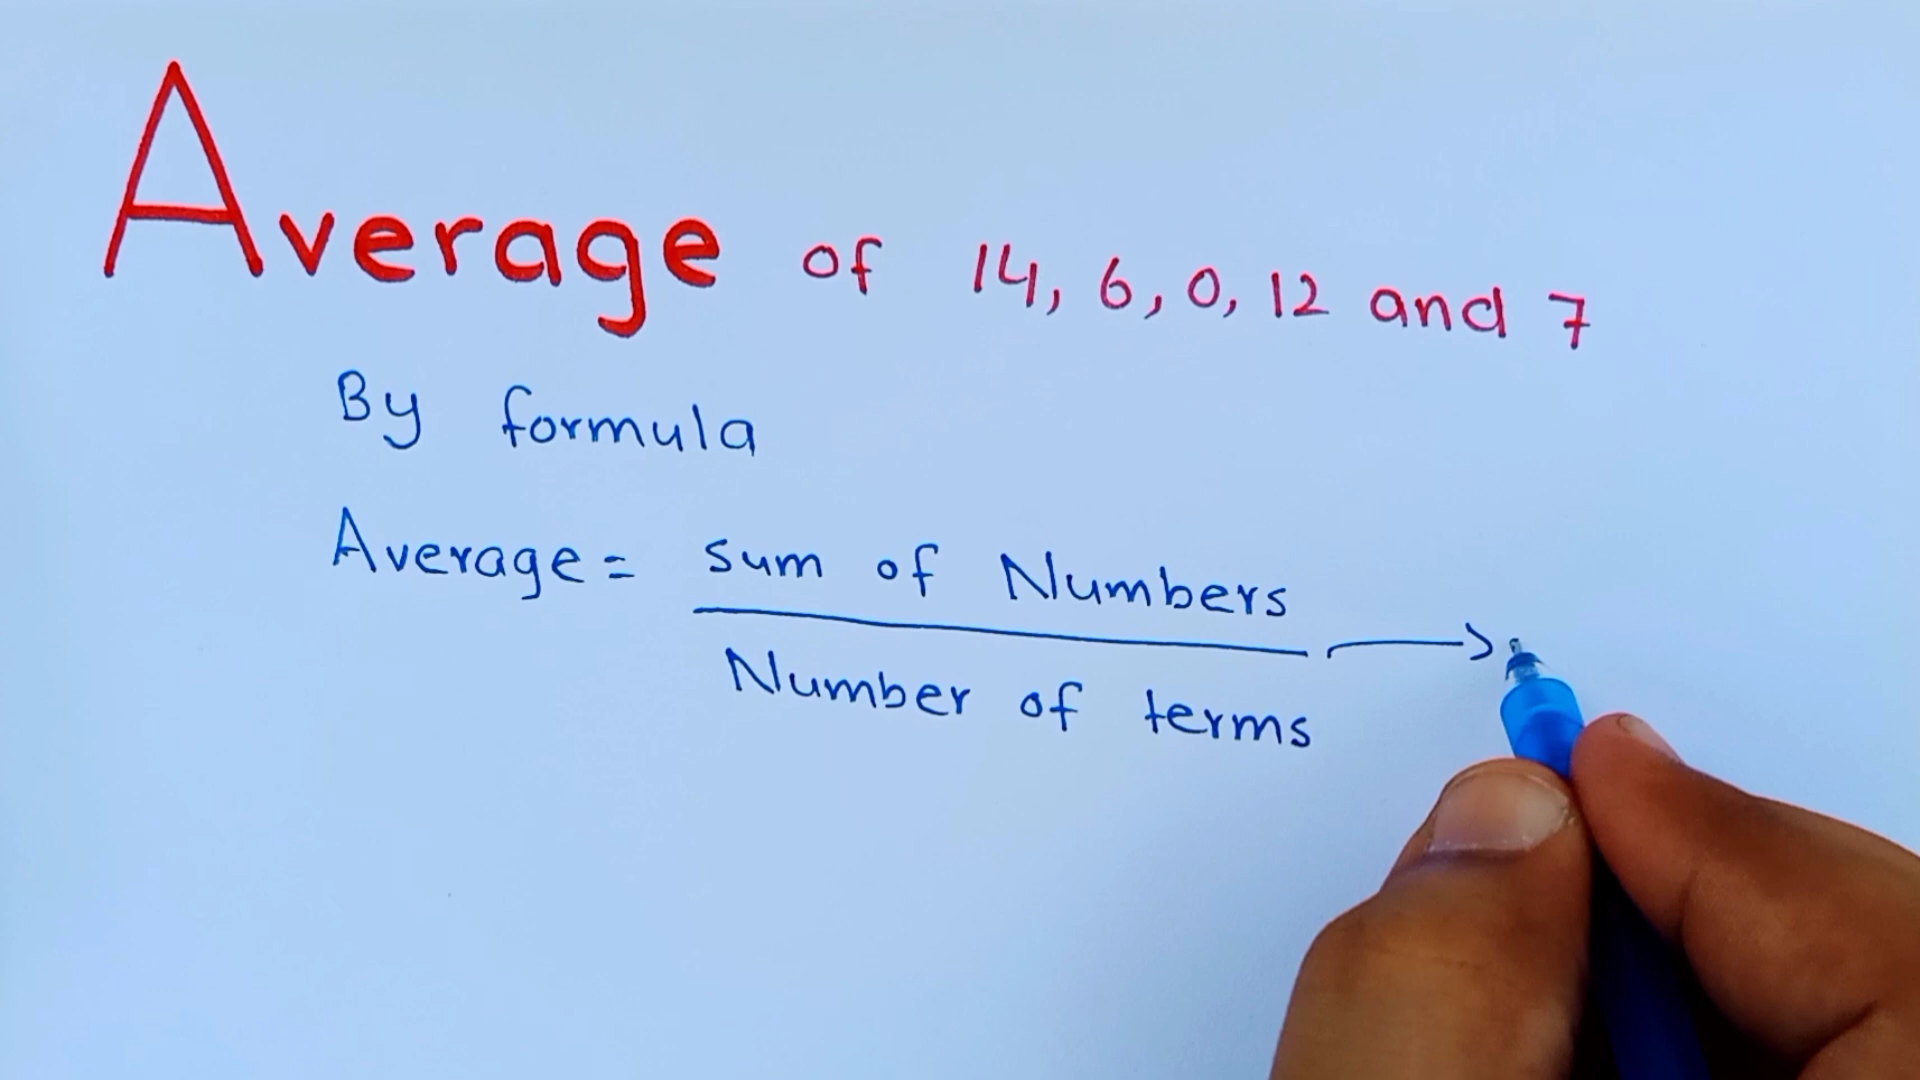 Average of 14, 6, 0, 12 and 7
By formula
Average = sum of Numbers
Number of terms